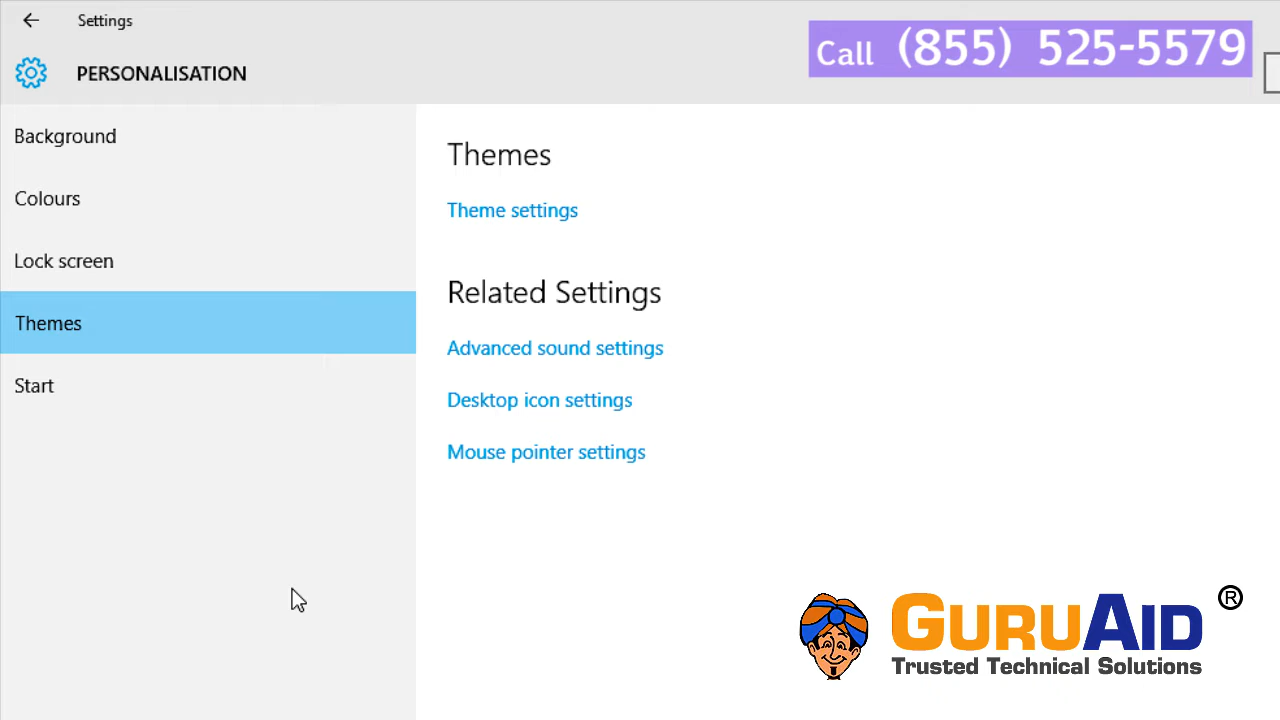 Settings
Call (855) 525-5579
PERSONALISATION
Background
Colours
Lock screen
Themes
Start
Themes
Theme settings
Related Settings
Advanced sound settings
Desktop icon settings
Mouse pointer settings
GURUAID ®
Trusted Technical Solutions